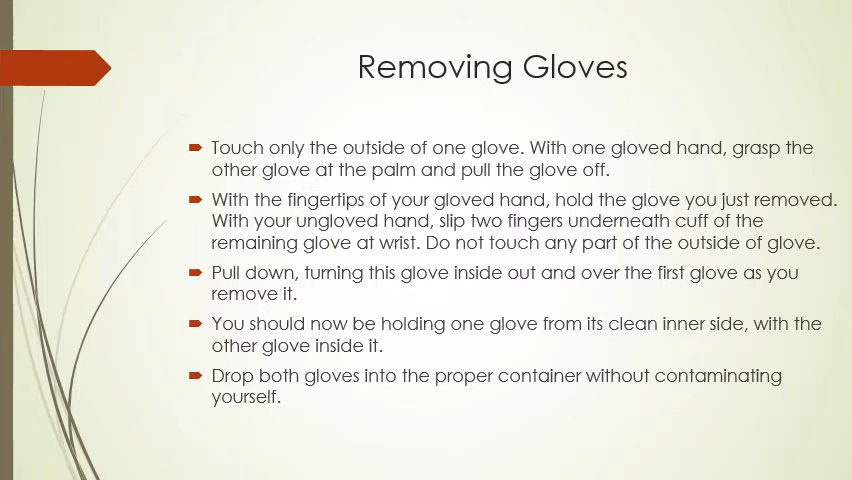 Removing Gloves
Touch only the outside of one glove. With one gloved hand, grasp the
other glove at the palm and pull the glove off.
With the fingertips of your gloved hand, hold the glove you just removed.
With your ungloved hand, slip two fingers underneath cuff of the
remaining glove at wrist. Do not touch any part of the outside of glove.
Pull down, turning this glove inside out and over the first glove as you
remove it.
You should now be holding one glove from its clean inner side, with the
other glove inside it.
Drop both gloves into the proper container without contaminating
yourself.